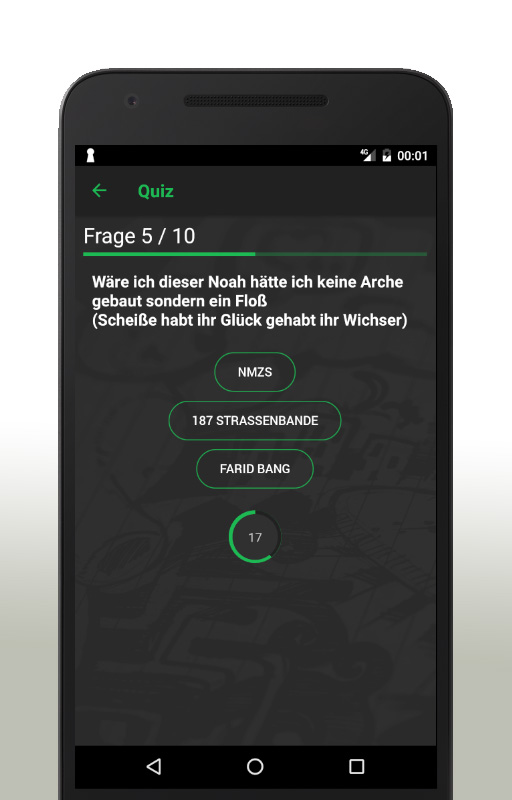 4G 00:01
Quiz
Frage 5 / 10
Wäre ich dieser Noah hätte ich keine Arche
gebaut sondern ein Floß
(Scheiße habt ihr Glück gehabt ihr Wichser)
NMZS
187 STRASSENBANDE
FARID BANG
17